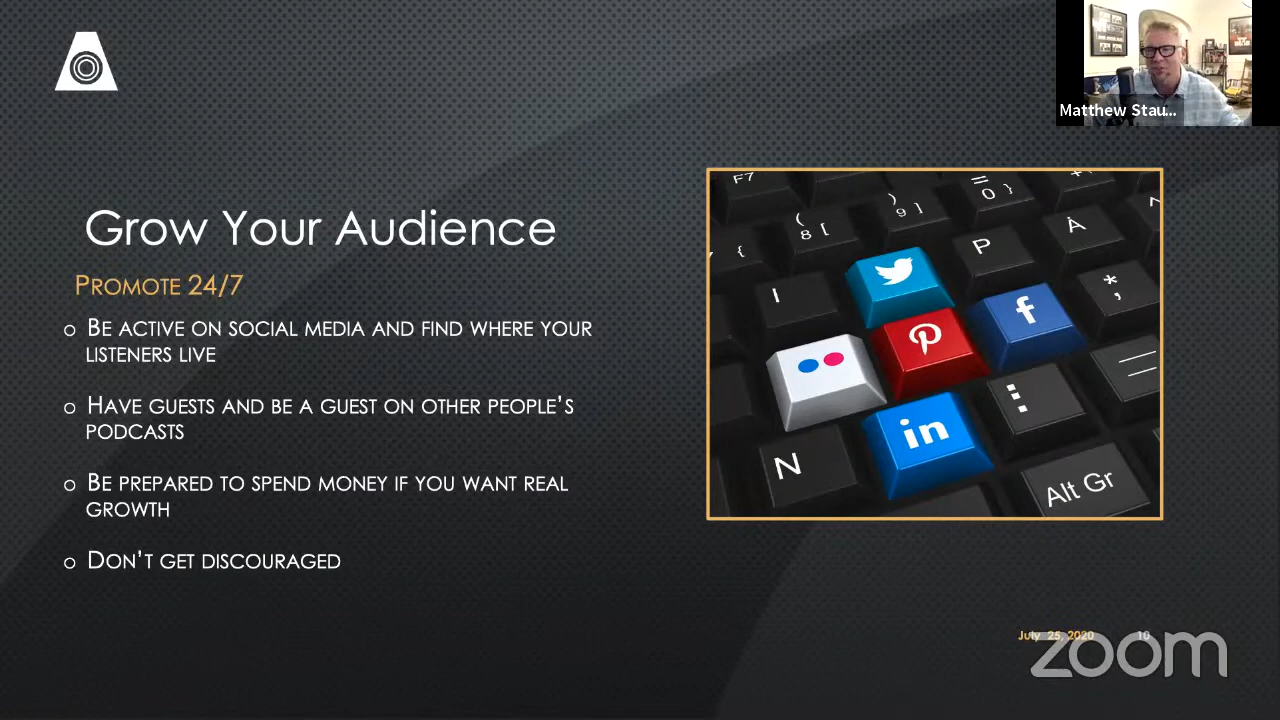 Matthew Stau...
Grow Your Audience
Promote 24/7
o Be active on social media and find where your
listeners live
o Have guests and be a guest on other people's
podcasts
o Be prepared to spend money if you want real
growth
o Don't get discouraged
F7
=
0 }
+
)
9 ]
(
8 [
{
P
À
^
I
f
*
;
in
:
N
Alt Gr
July 25, 2020
10
zoom